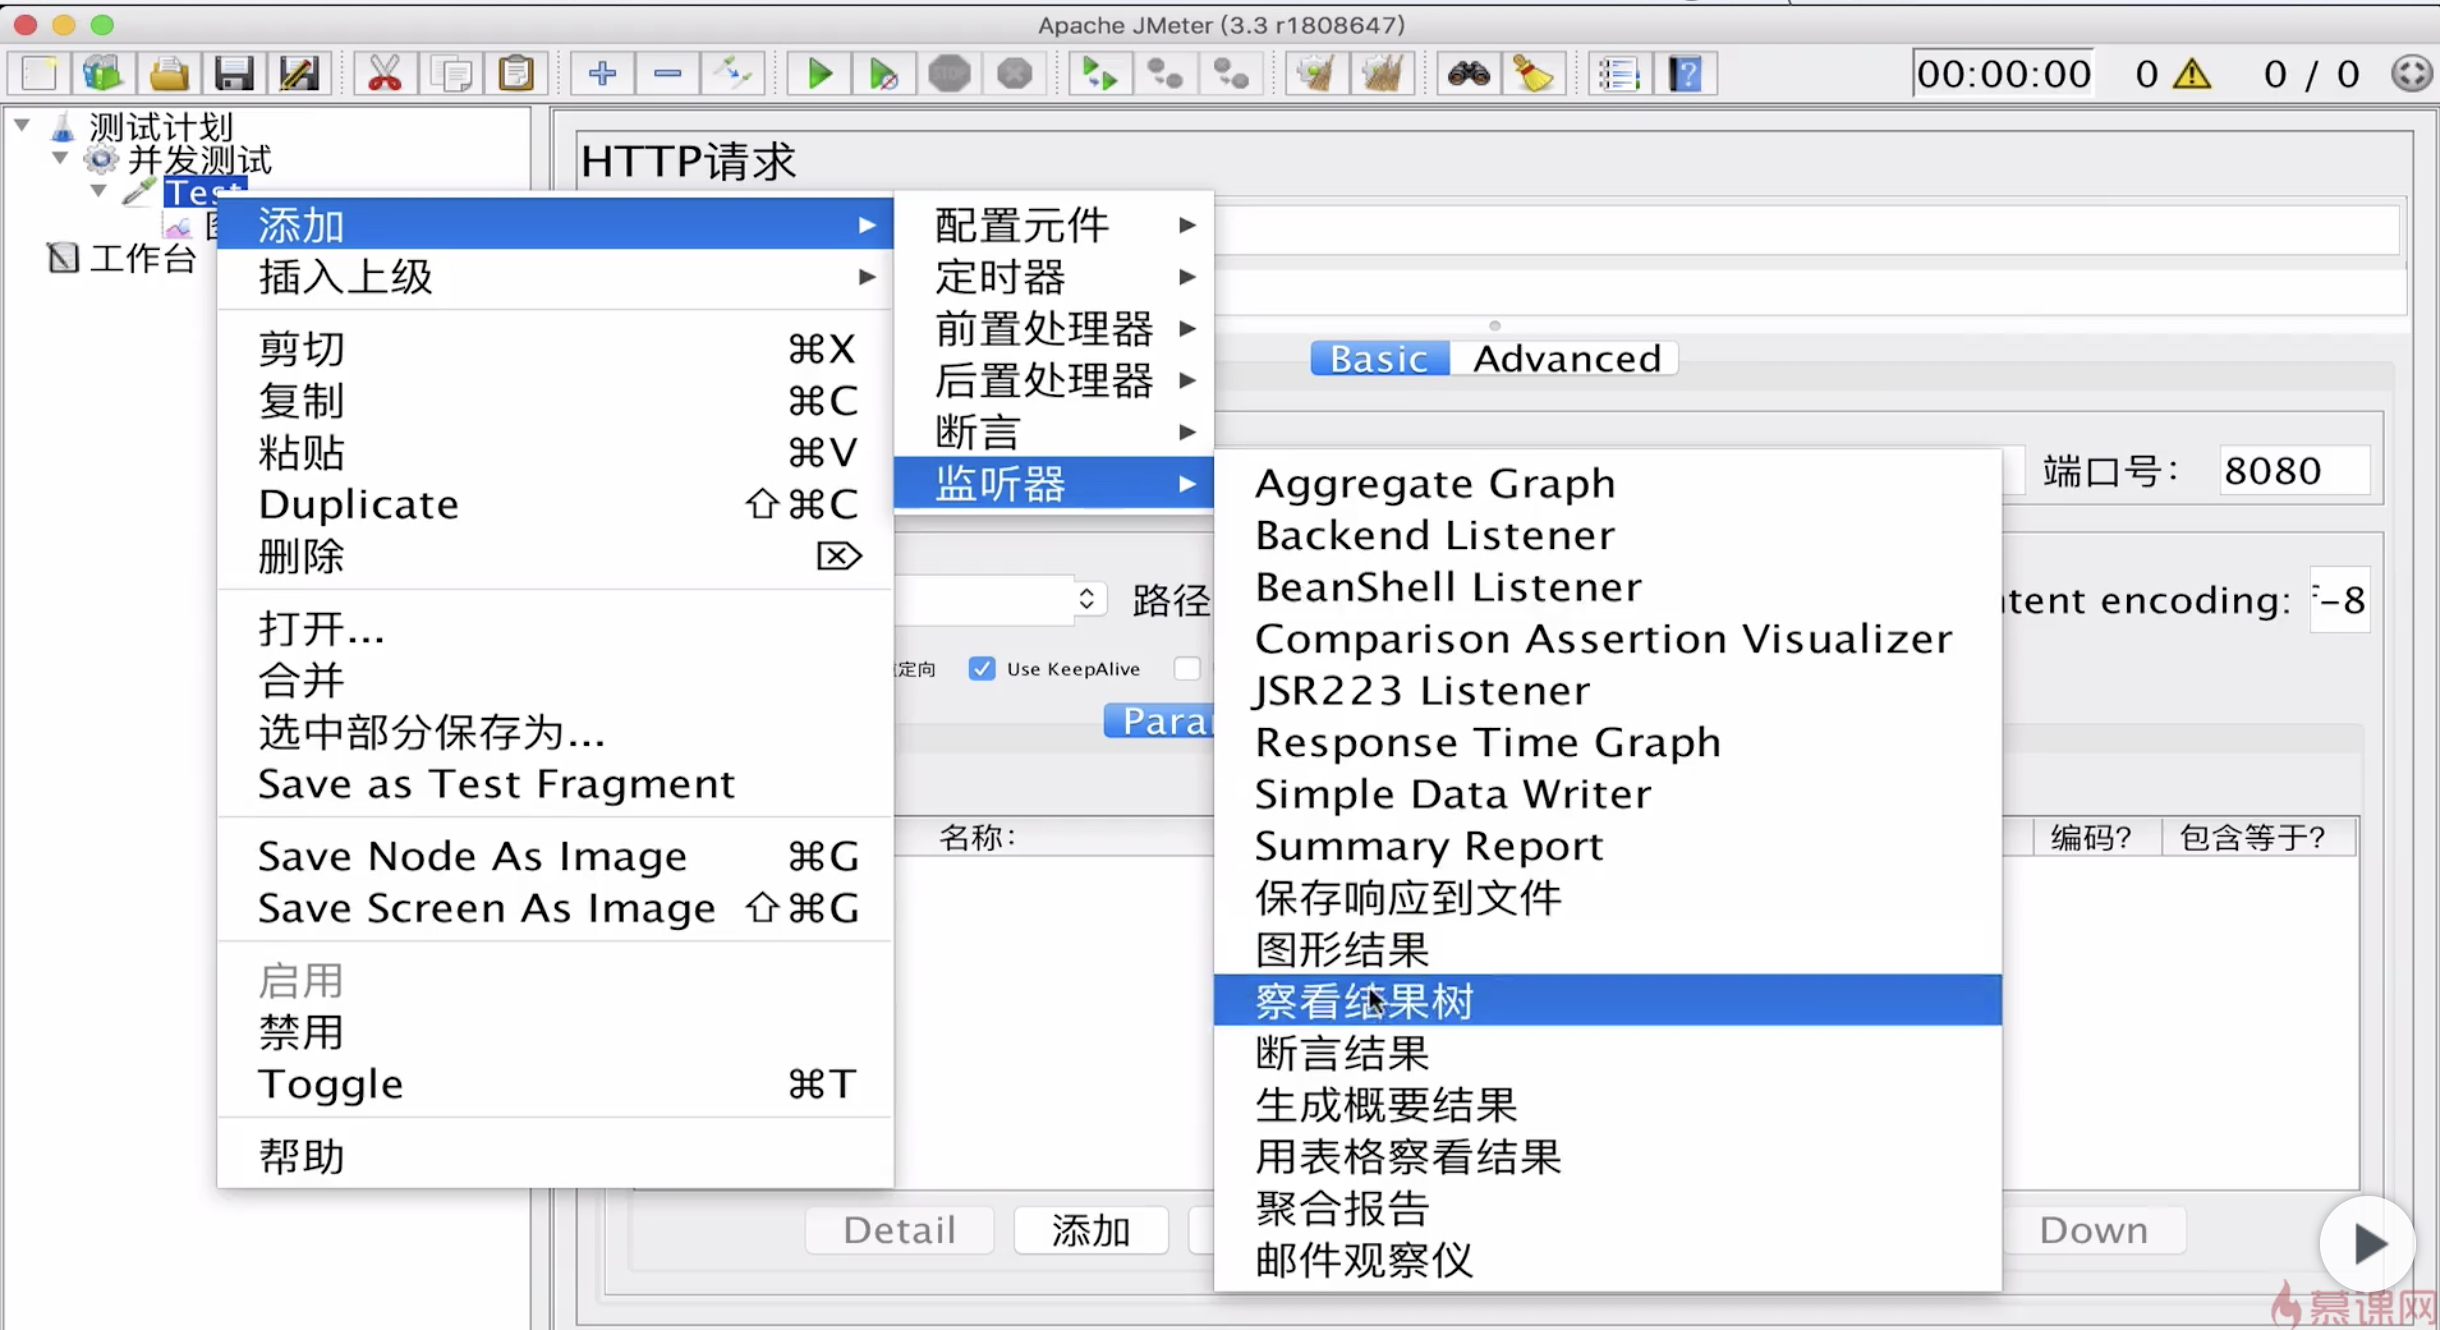 Apache JMeter (3.3 r1808647)
STOP
00:00:00
0
0 / 0
测试计划
并发测试
Test
工作台
HTTP请求
添加
插入上级
剪切 ⌘X
复制 ⌘C
粘贴 ⌘V
Duplicate ⇧⌘C
删除
打开...
合并
选中部分保存为...
Save as Test Fragment
Save Node As Image ⌘G
Save Screen As Image ⇧⌘G
启用
禁用
Toggle ⌘T
帮助
配置元件
定时器
前置处理器
后置处理器
断言
监听器
Aggregate Graph
Backend Listener
BeanShell Listener
Comparison Assertion Visualizer
JSR223 Listener
Response Time Graph
Simple Data Writer
Summary Report
保存响应到文件
图形结果
察看结果树
断言结果
生成概要结果
用表格察看结果
聚合报告
邮件观察仪
Basic Advanced
端口号： 8080
路径
encoding: -8
定向 Use KeepAlive
名称:
编码? 包含等于?
Detail 添加
Down
慕课网